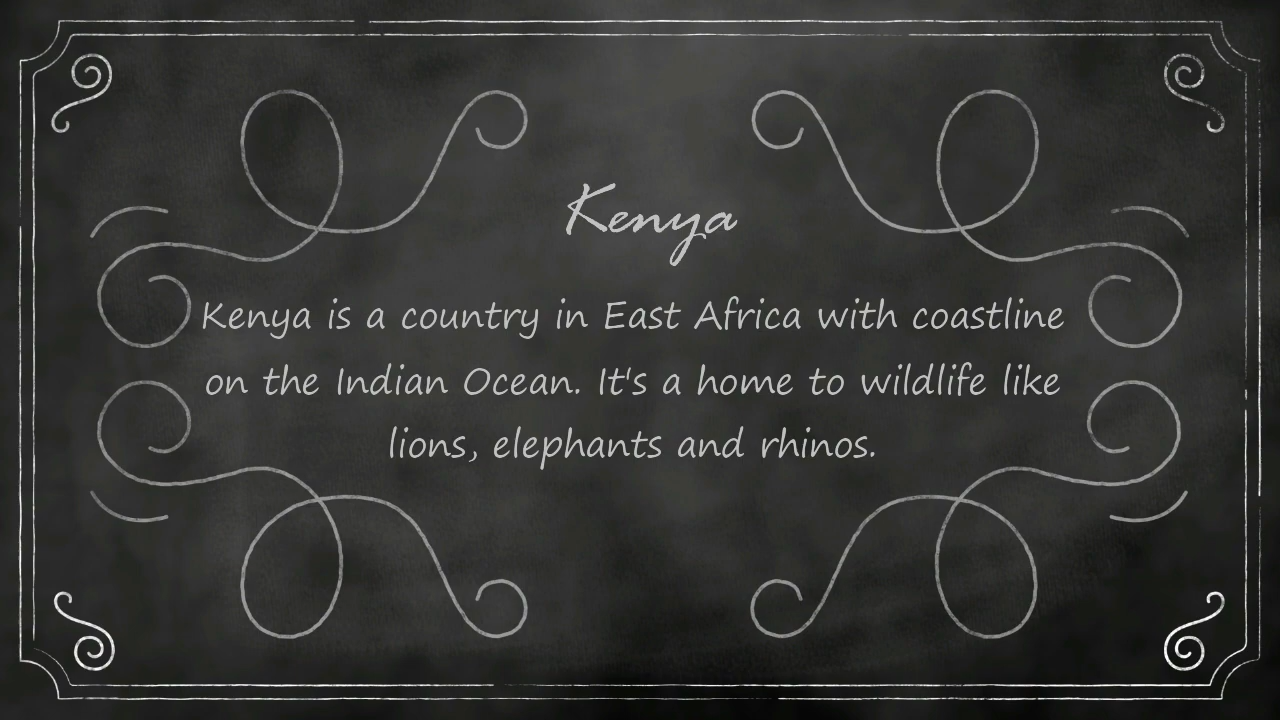 Kenya
Kenya is a country in East Africa with coastline
on the Indian Ocean. It's a home to wildlife like
lions, elephants and rhinos.